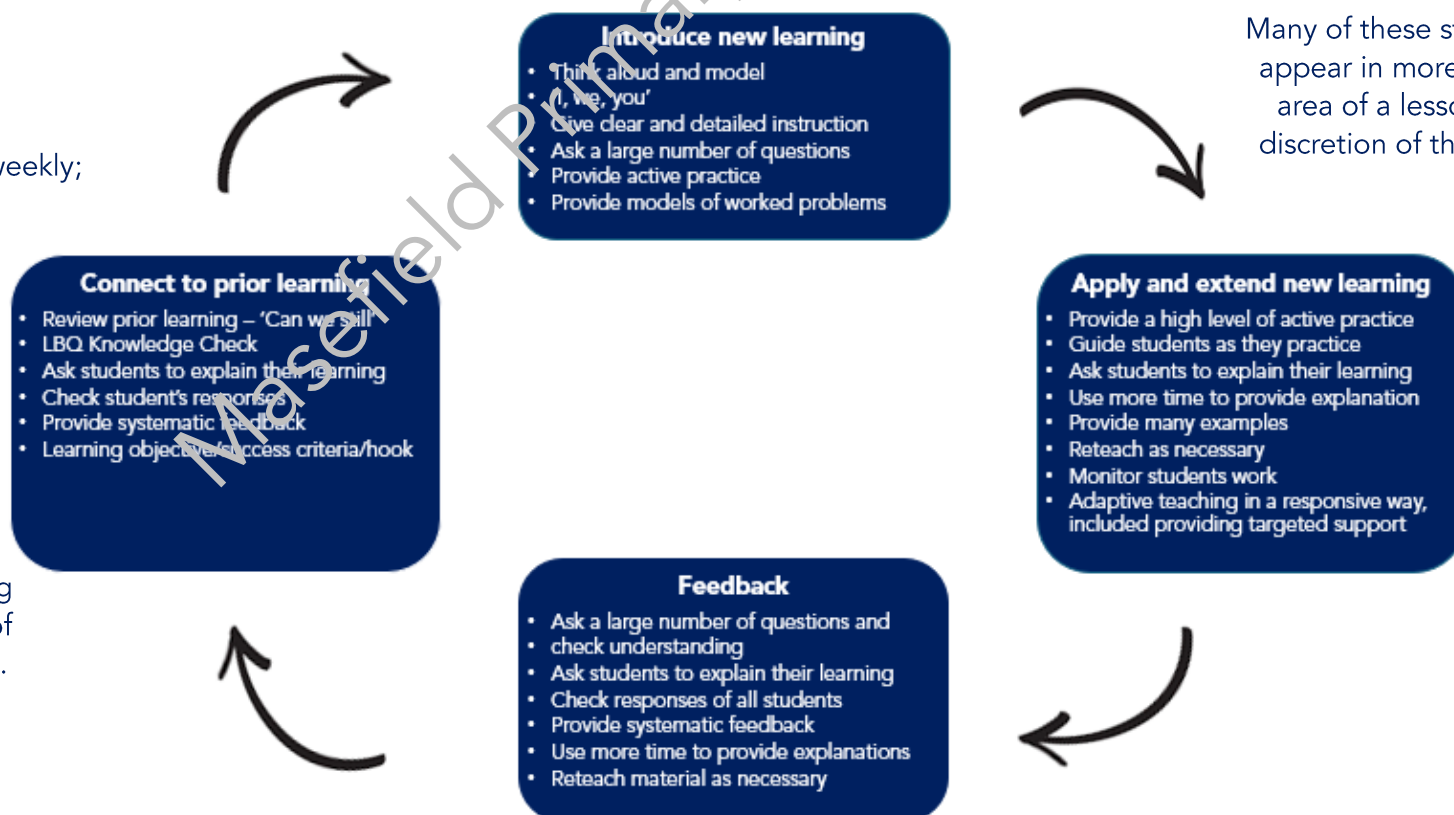 Introduce new learning
• Think aloud and model
• 'I, we, you'
• Give clear and detailed instruction
• Ask a large number of questions
• Provide active practice
• Provide models of worked problems
Many of these
appear in more
area of a
discretion of
weekly;
Connect to prior learning
• Review prior learning – 'Can we still'
• LBQ Knowledge Check
• Ask students to explain their learning
• Check student's responses
• Provide systematic feedback
• Learning objective/success criteria/hook
Apply and extend new learning
• Provide a high level of active practice
• Guide students as they practice
• Ask students to explain their learning
• Use more time to provide explanation
• Provide many examples
• Reteach as necessary
• Monitor students work
• Adaptive teaching in a responsive way,
included providing targeted support
of
.
Feedback
• Ask a large number of questions and
• check understanding
• Ask students to explain their learning
• Check responses of all students
• Provide systematic feedback
• Use more time to provide explanations
• Reteach material as necessary
Masefield Primary